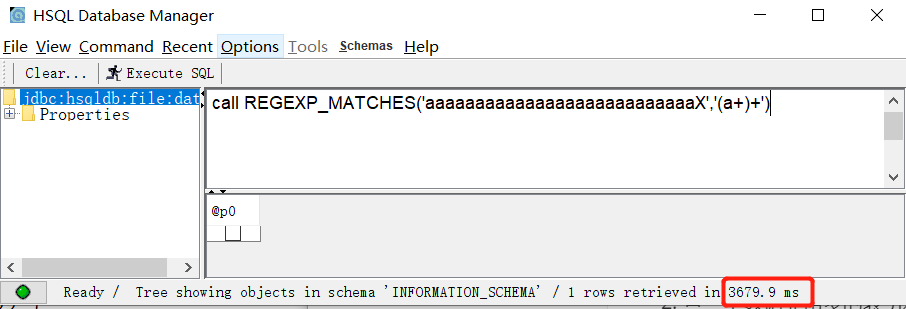 HSQL Database Manager
File View Command Recent Options Tools Schemas Help
Clear... Execute SQL
jdbc:hsqldb:file:dat
Properties
call REGEXP_MATCHES('aaaaaaaaaaaaaaaaaaaaaaaaaaaX','(a+)+')
@p0
Ready / Tree showing objects in schema 'INFORMATION_SCHEMA' / 1 rows retrieved in 3679.9 ms